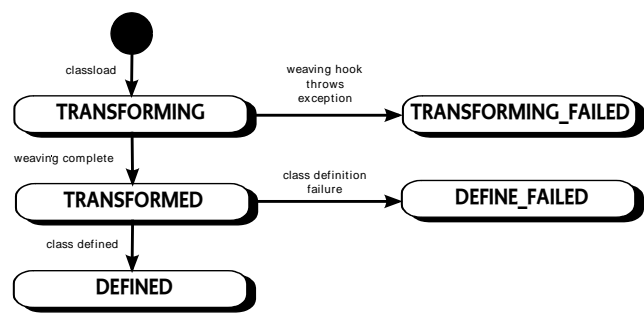 classload
weaving hook
throws
exception
TRANSFORMING
TRANSFORMING_FAILED
weaving complete
class definition
failure
TRANSFORMED
DEFINE_FAILED
class defined
DEFINED